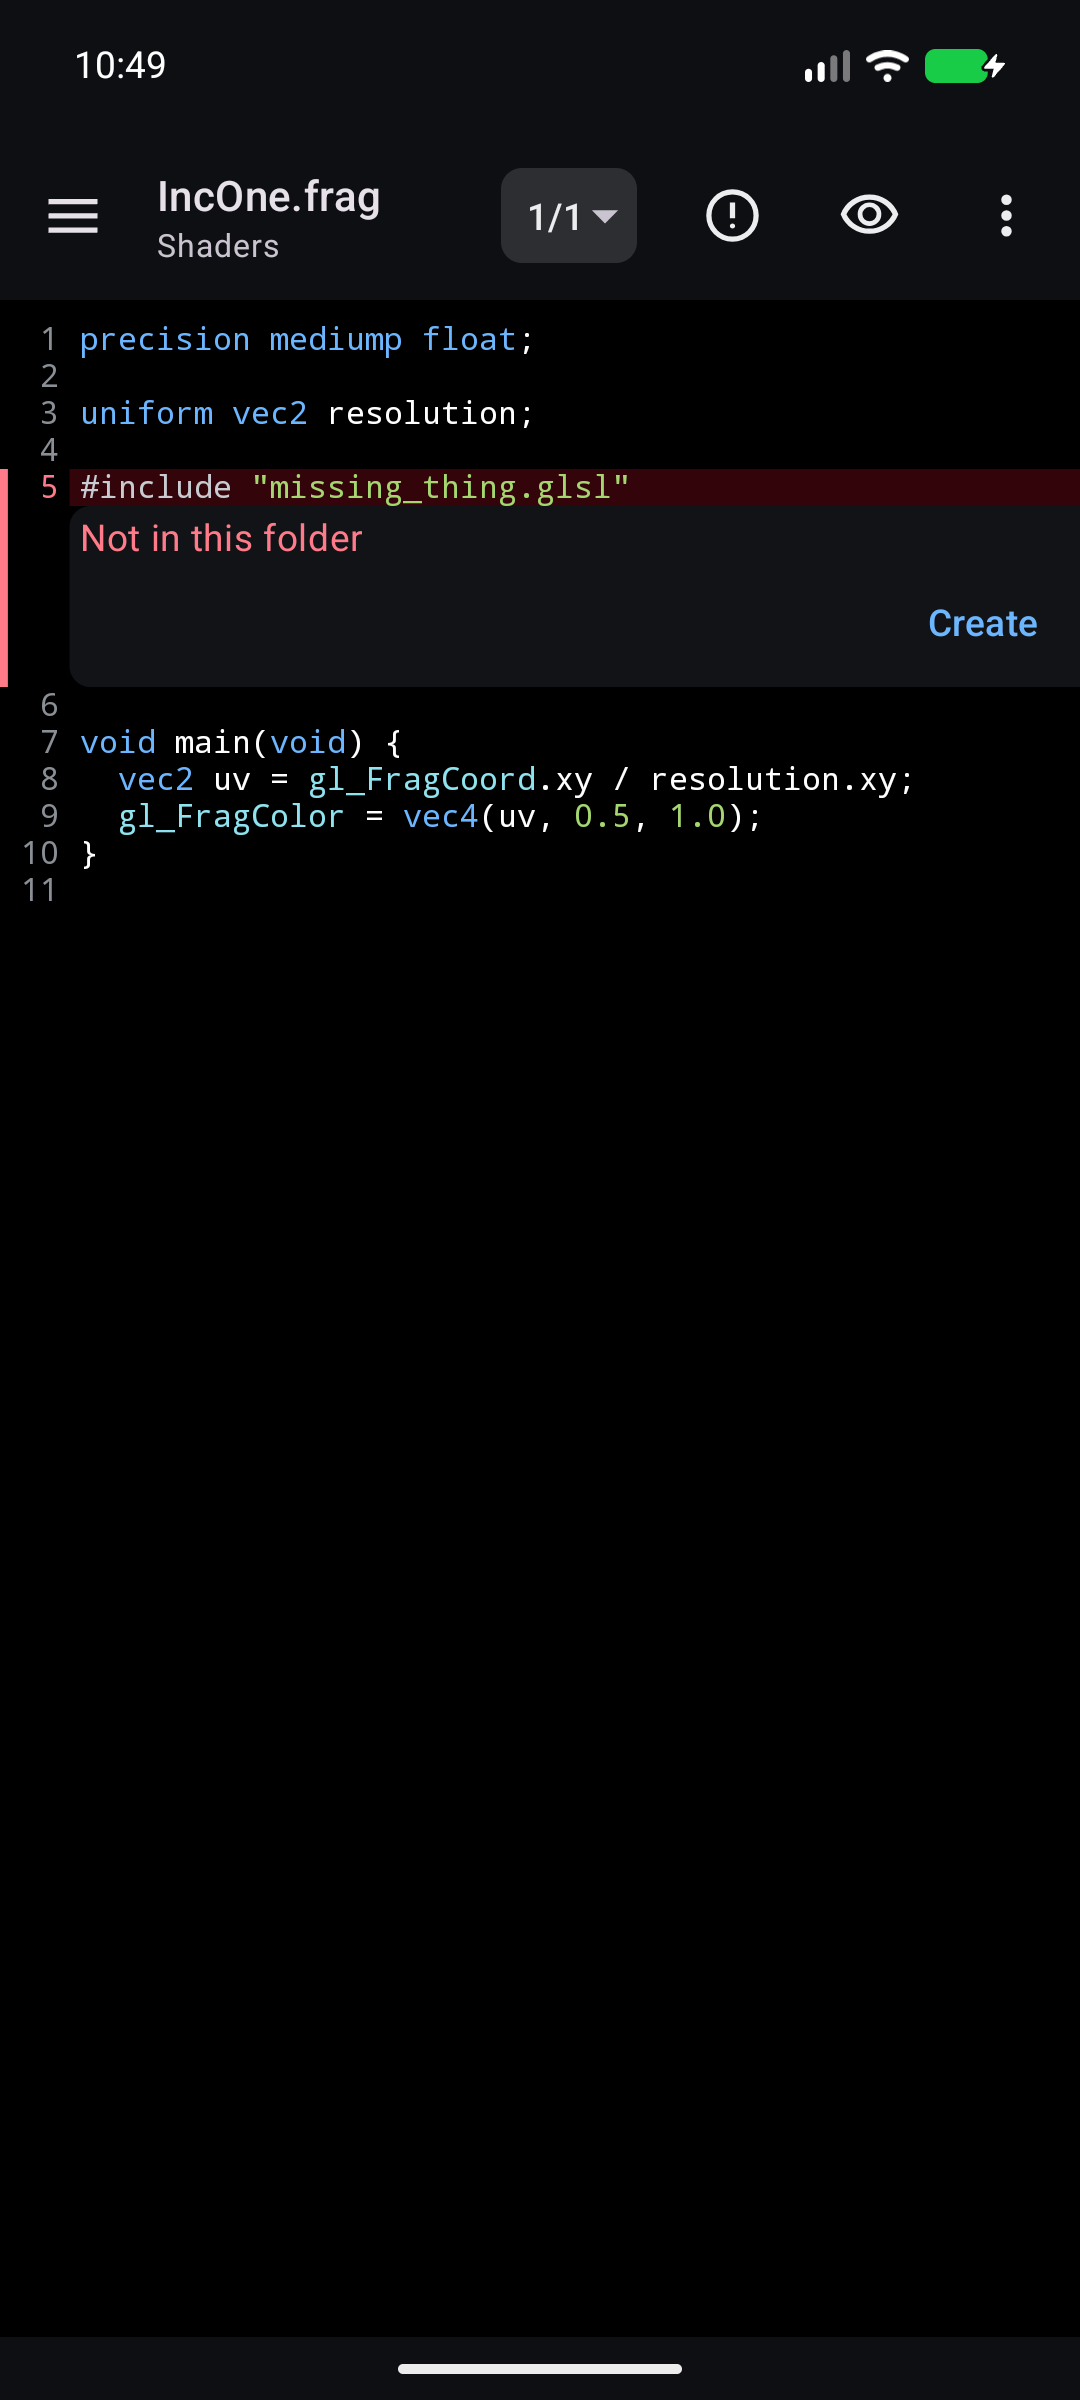 10:49
IncOne.frag
Shaders
1/1
1 precision mediump float;
2
3 uniform vec2 resolution;
4
5 #include "missing_thing.glsl"
Not in this folder
Create
6
7 void main(void) {
8   vec2 uv = gl_FragCoord.xy / resolution.xy;
9   gl_FragColor = vec4(uv, 0.5, 1.0);
10 }
11